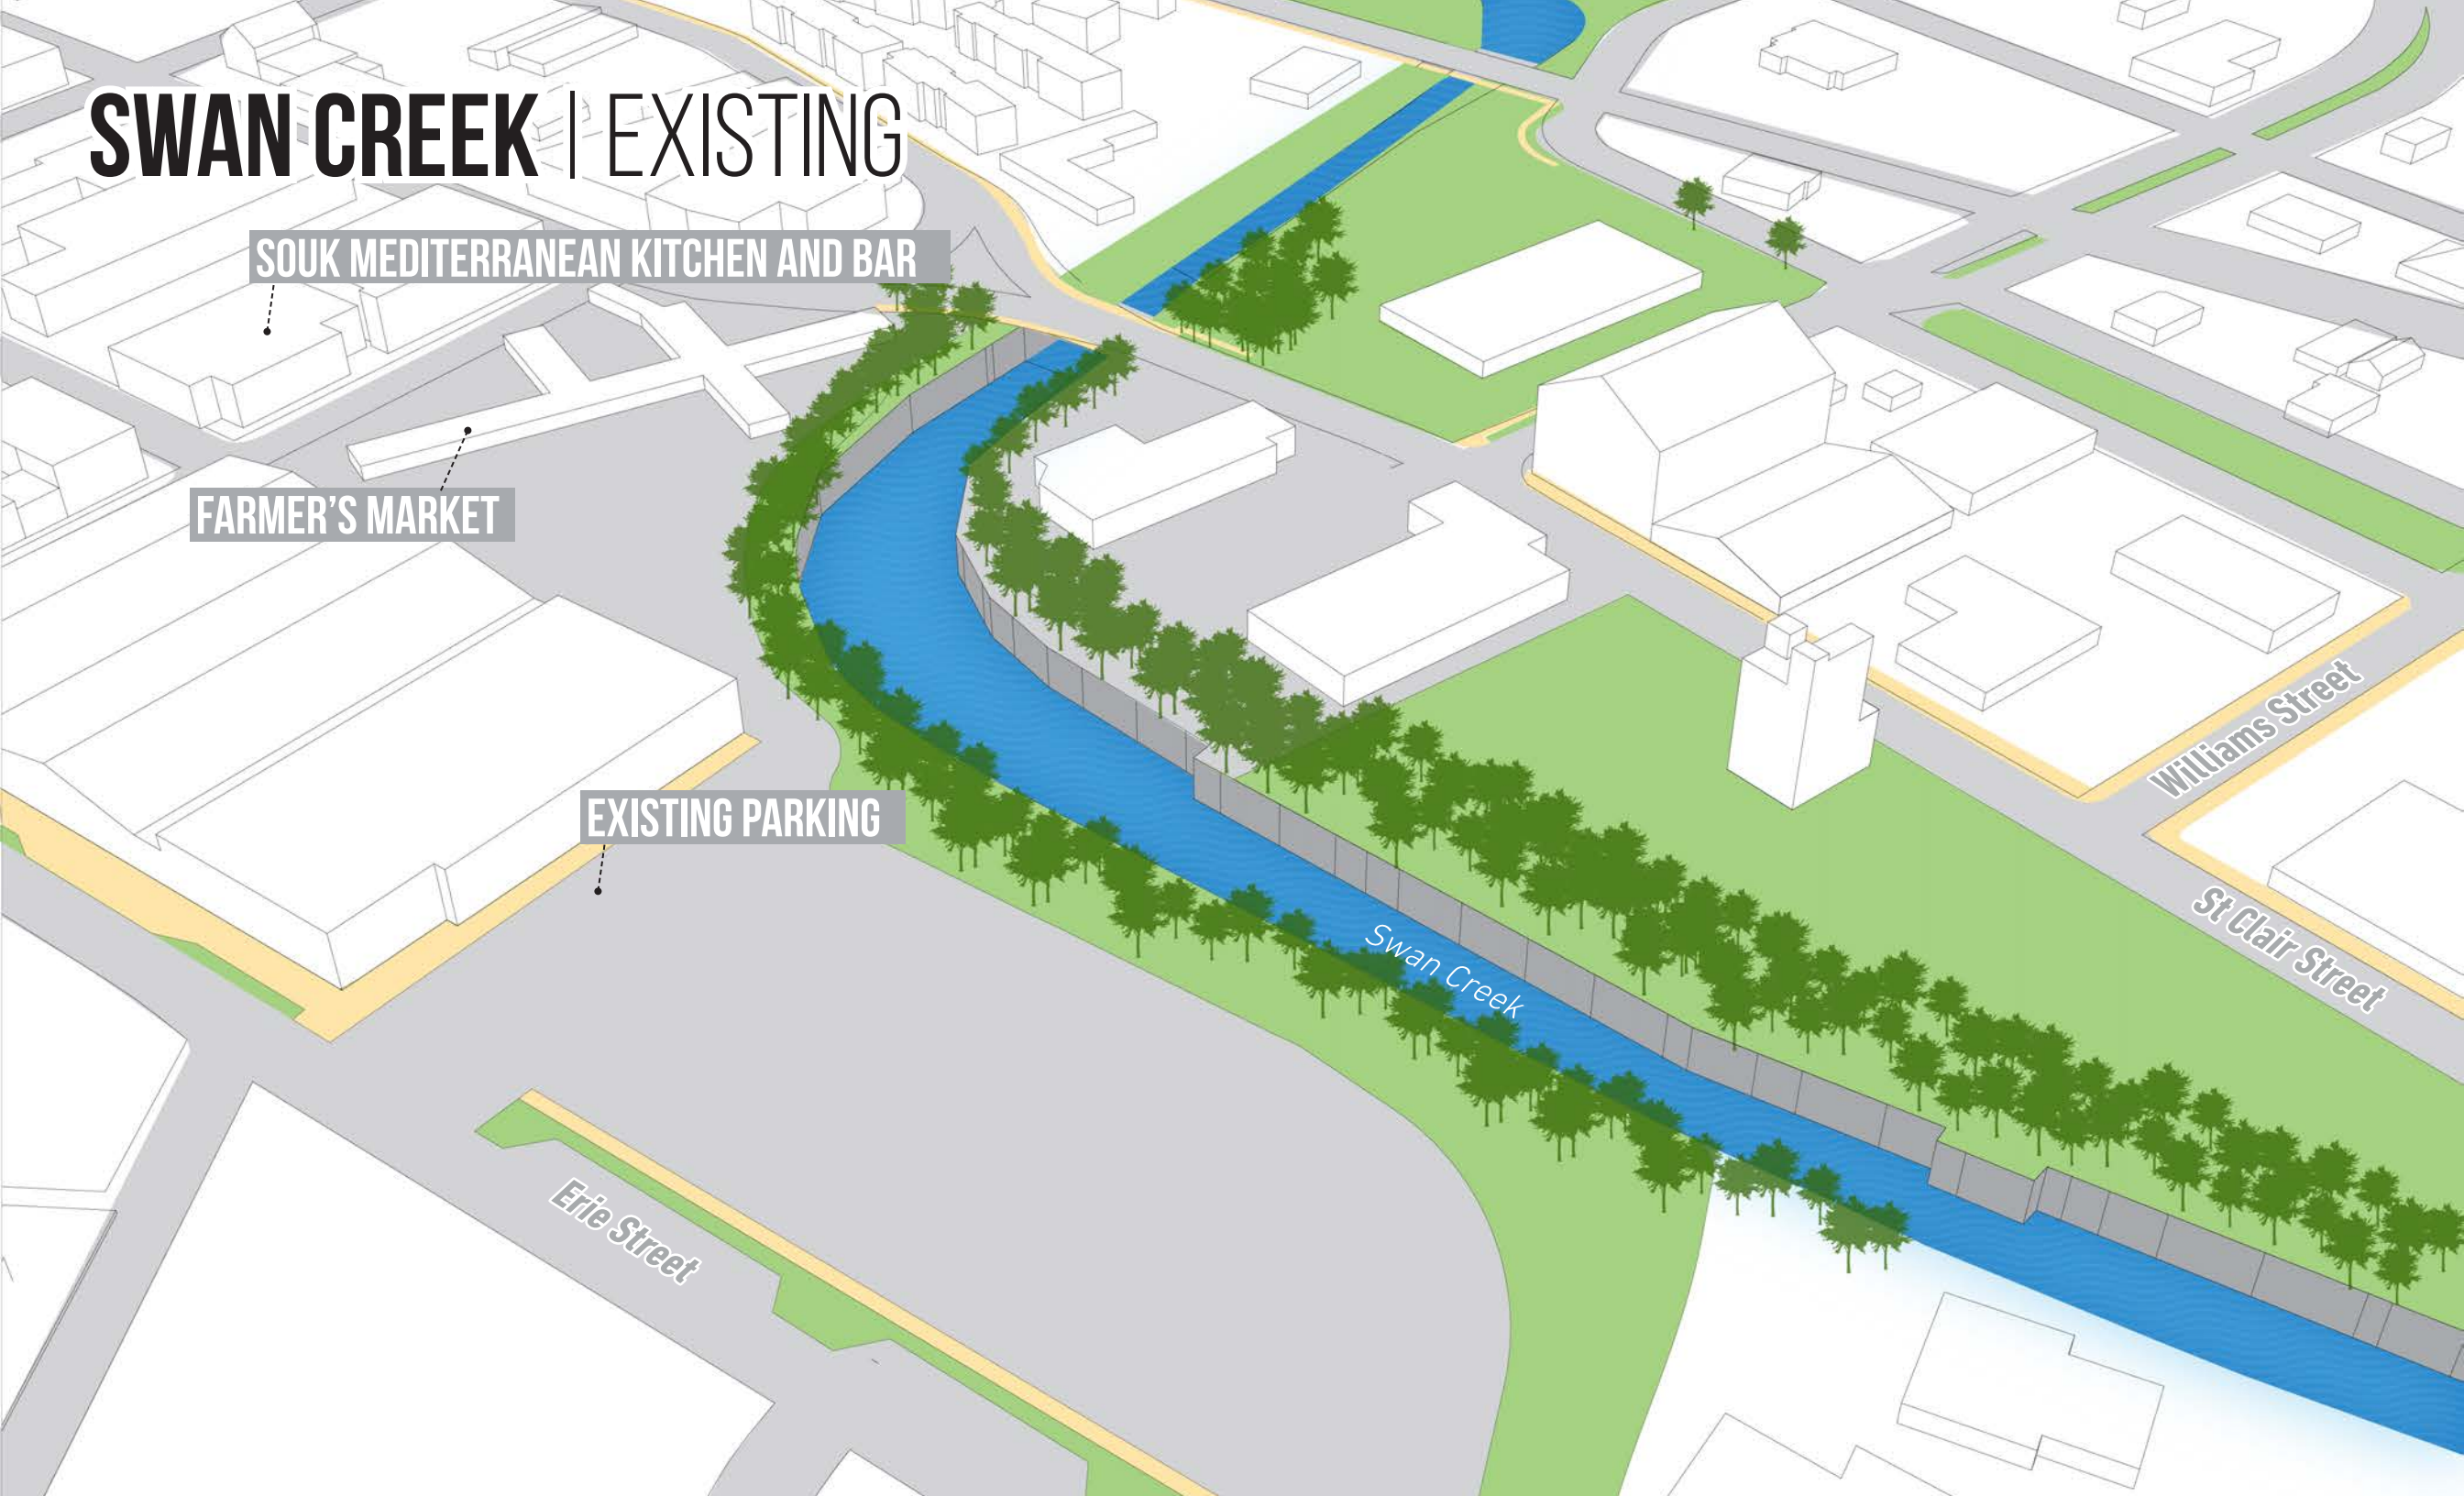 SWAN CREEK | EXISTING
SOUK MEDITERRANEAN KITCHEN AND BAR
FARMER'S MARKET
EXISTING PARKING
Williams Street
St Clair Street
Swan Creek
Erie Street